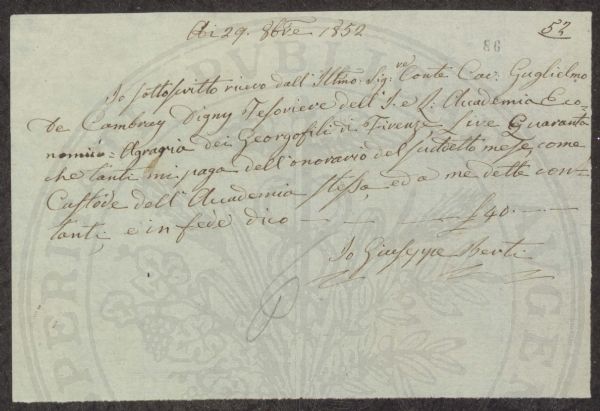 Ai 29. 8bre 1852
52
86
Io sottoscritto ricevo dall'Illmo. Sigre. Conte Cav: Guglielmo
De Cambray Digny Tesoriere dell'I. e R. Accademia Eco=
nomico-Agraria dei Georgofili di Firenze Lire Quaranta
che tanti mi paga dell'onorario del suddetto mese, come
Custode dell'Accademia stessa, ed a me dette con-
tanti, e in fede dico — — — £40. —
Io Giuseppe Berti